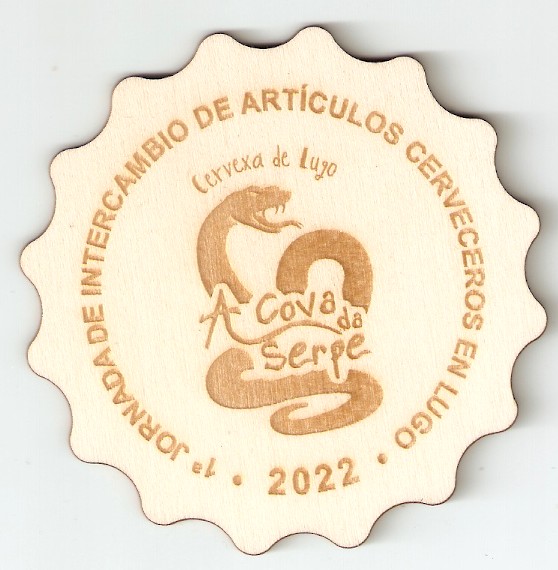 1ª JORNADA DE INTERCAMBIO DE ARTÍCULOS CERVECEROS EN LUGO
Cervexa de Lugo
A Cova
da
Serpe
• 2022 •